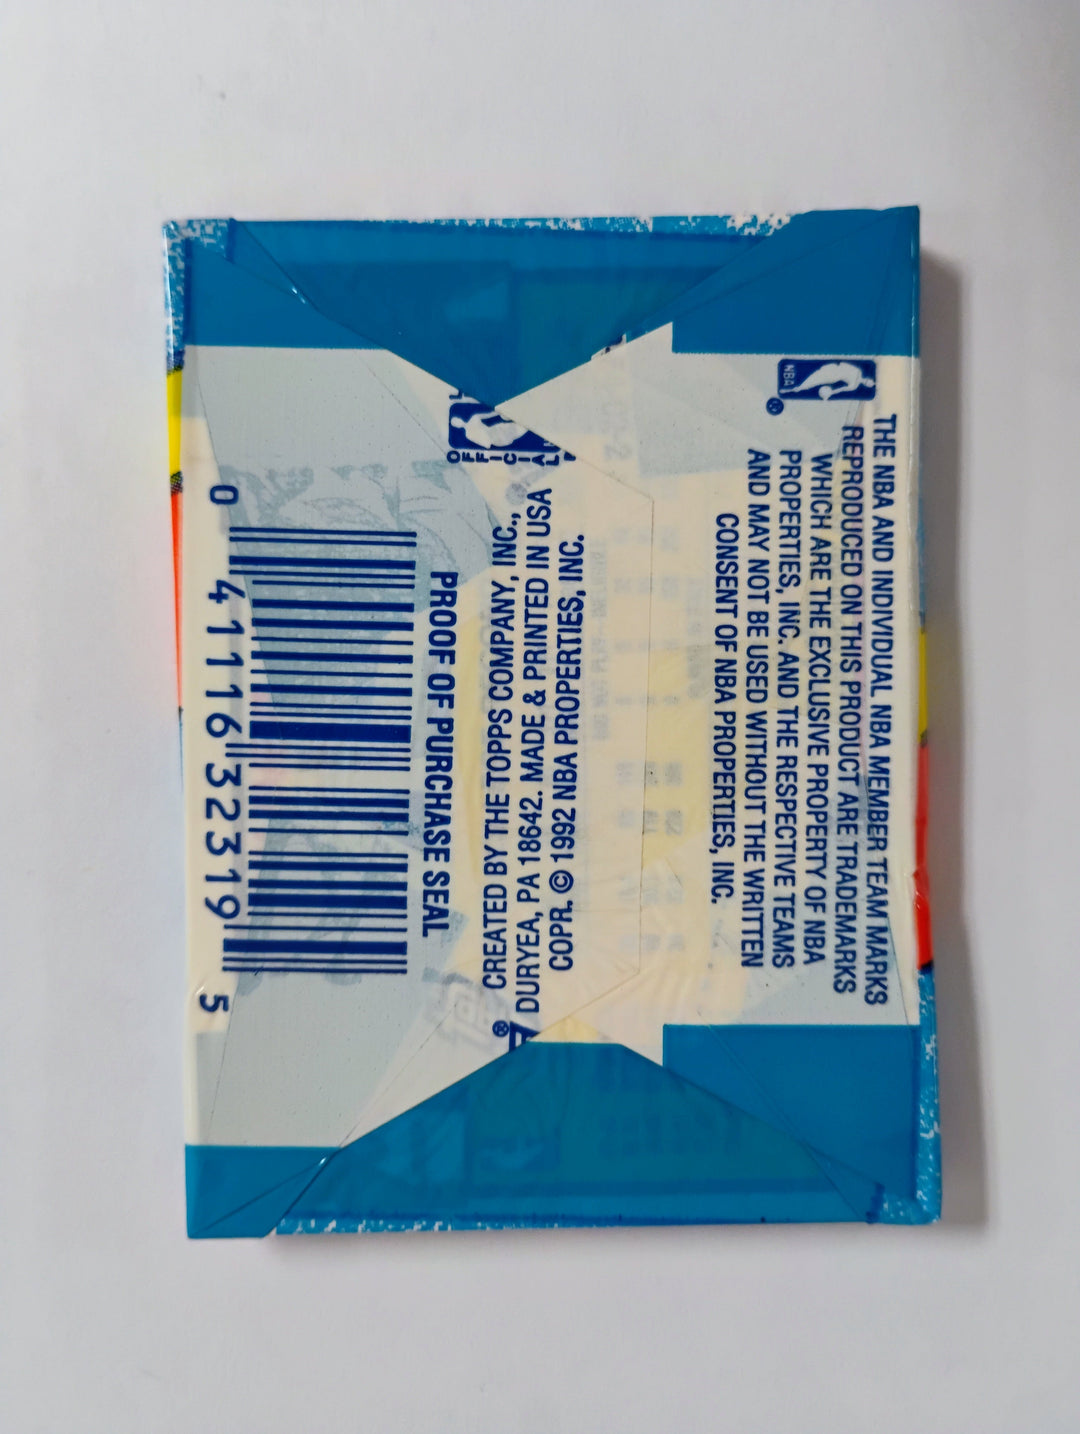 NBA
®
THE NBA AND INDIVIDUAL NBA MEMBER TEAM MARKS
REPRODUCED ON THIS PRODUCT ARE TRADEMARKS
WHICH ARE THE EXCLUSIVE PROPERTY OF NBA
PROPERTIES, INC. AND THE RESPECTIVE TEAMS
AND MAY NOT BE USED WITHOUT THE WRITTEN
CONSENT OF NBA PROPERTIES, INC.
OFFICIAL
®
CREATED BY THE TOPPS COMPANY, INC.,
DURYEA, PA 18642. MADE & PRINTED IN USA
COPR. © 1992 NBA PROPERTIES, INC.
®
PROOF OF PURCHASE SEAL
0 41116 32319 5